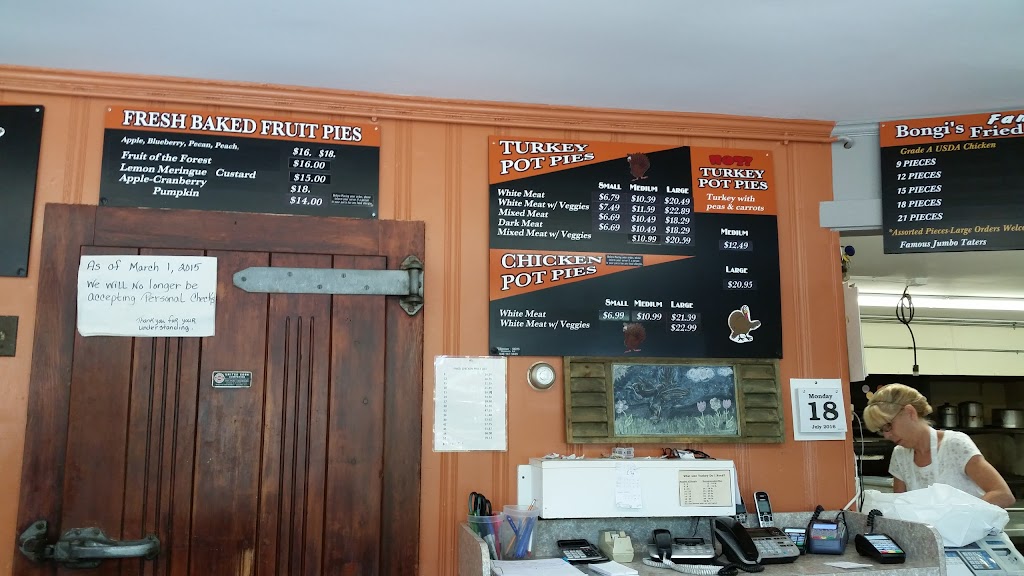 FRESH BAKED FRUIT PIES
Apple, Blueberry, Pecan, Peach, $16. $18.
Fruit of the Forest $16.00
Lemon Meringue Custard $15.00
Apple-Cranberry $18.
Pumpkin $14.00
As of March 1, 2015
We will No longer be
accepting Personal Checks
Thank you for your
understanding.
TURKEY
POT PIES
SMALL MEDIUM LARGE
White Meat $6.79 $10.59 $20.49
White Meat w/ Veggies $7.49 $11.59 $22.89
Mixed Meat $6.69 $10.49 $18.29
Dark Meat $6.69 $10.49 $18.29
Mixed Meat w/ Veggies $10.99 $20.59
HOT!
TURKEY
POT PIES
Turkey with
peas & carrots
MEDIUM
$12.49
LARGE
$20.95
CHICKEN
POT PIES
SMALL MEDIUM LARGE
White Meat $6.99 $10.99 $21.39
White Meat w/ Veggies $22.99
Monday
18
July 2016
Fam
Bongi's Fried
Grade A USDA Chicken
9 PIECES
12 PIECES
15 PIECES
18 PIECES
21 PIECES
*Assorted Pieces-Large Orders Welco
Famous Jumbo Taters